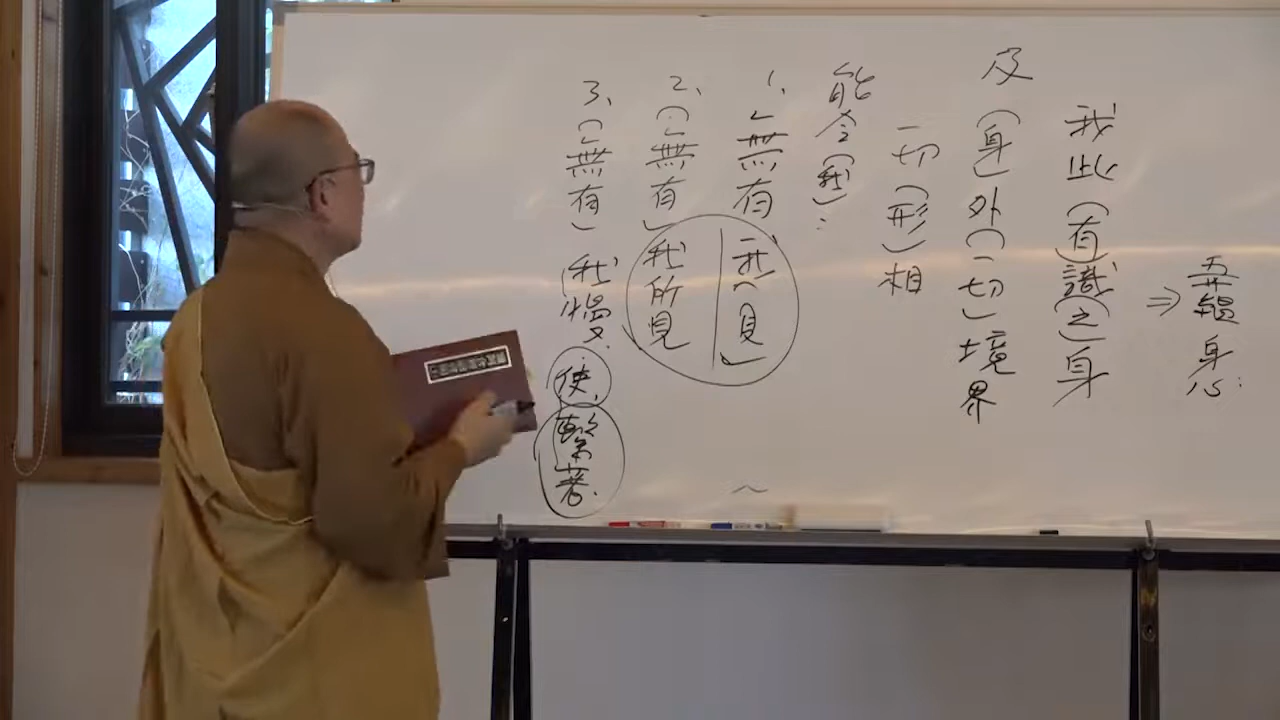 ⇒五蘊身心:
我此(有識)(之)身
及(身)外(一切)境界
一切(形)相
能令(我):
1、「無有我見」
2、(「無有」)我所見
3、(「無有」)我慢、使、繫著.